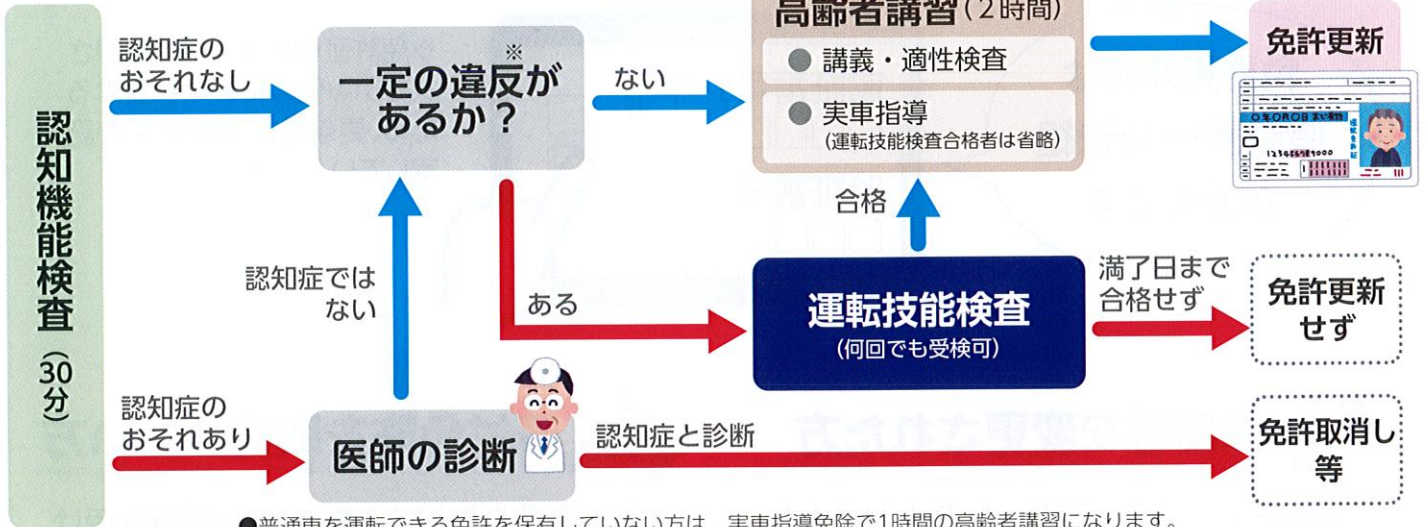 認知機能検査（30分）
認知症の
おそれなし
一定の違反が※
あるか？
ない
高齢者講習（２時間）
● 講義・適性検査
● 実車指導
（運転技能検査合格者は省略）
免許更新
合格
認知症では
ない
ある
運転技能検査
（何回でも受検可）
満了日まで
合格せず
免許更新
せず
認知症の
おそれあり
医師の診断
認知症と診断
免許取消し
等
●普通車を運転できる免許を保有していない方は、実車指導免除で1時間の高齢者講習になります。